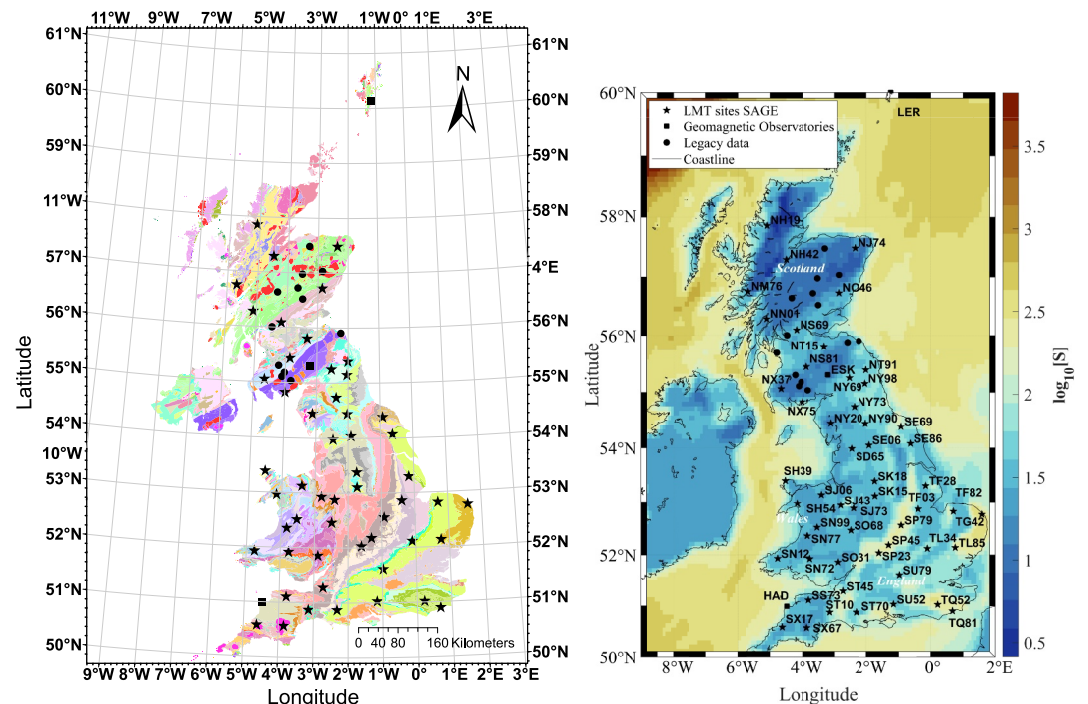 11°W 9°W 8°W 7°W 6°W 5°W 4°W 3°W 2°W 1°W 0° 1°E 2°E
61°N
61°N
60°N
60°N
59°N
59°N
11°W
58°N
57°N
57°N
4°E
56°N
56°N
55°N
55°N
54°N
54°N
10°W
53°N
53°N
52°N
52°N
51°N
51°N
50°N
50°N
9°W 8°W 7°W 6°W 5°W 4°W 3°W 2°W 1°W 0° 1°E 2°E 3°E
Latitude
Longitude
N
0 40 80 160 Kilometers
60°N
58°N
56°N
54°N
52°N
50°N
8°W 6°W 4°W 2°W 0° 2°E
Latitude
Longitude
LMT sites SAGE
Geomagnetic Observatories
Legacy data
Coastline
LER
NH19
NH42
NJ74
Scotland
NM76
NO46
NN01
NS69
NT15
NS81
NT91
ESK
NX37
NY69
NY98
NX75
NY73
NY20
NY90
SE69
SE06
SE86
SD65
SH39
SK18
TF28
SJ06
SK15
TF03
TF82
SH54
SJ43
SJ73
Wales
SP79
TG42
SN99
SO68
SN77
SP45
TL34
TL85
SN12
SO31
SP23
SN72
SU79
England
ST45
HAD
SS73
SU52
TQ52
ST10
ST70
SX17
SX67
TQ81
3.5
3
2.5
2
1.5
1
0.5
log10[S]